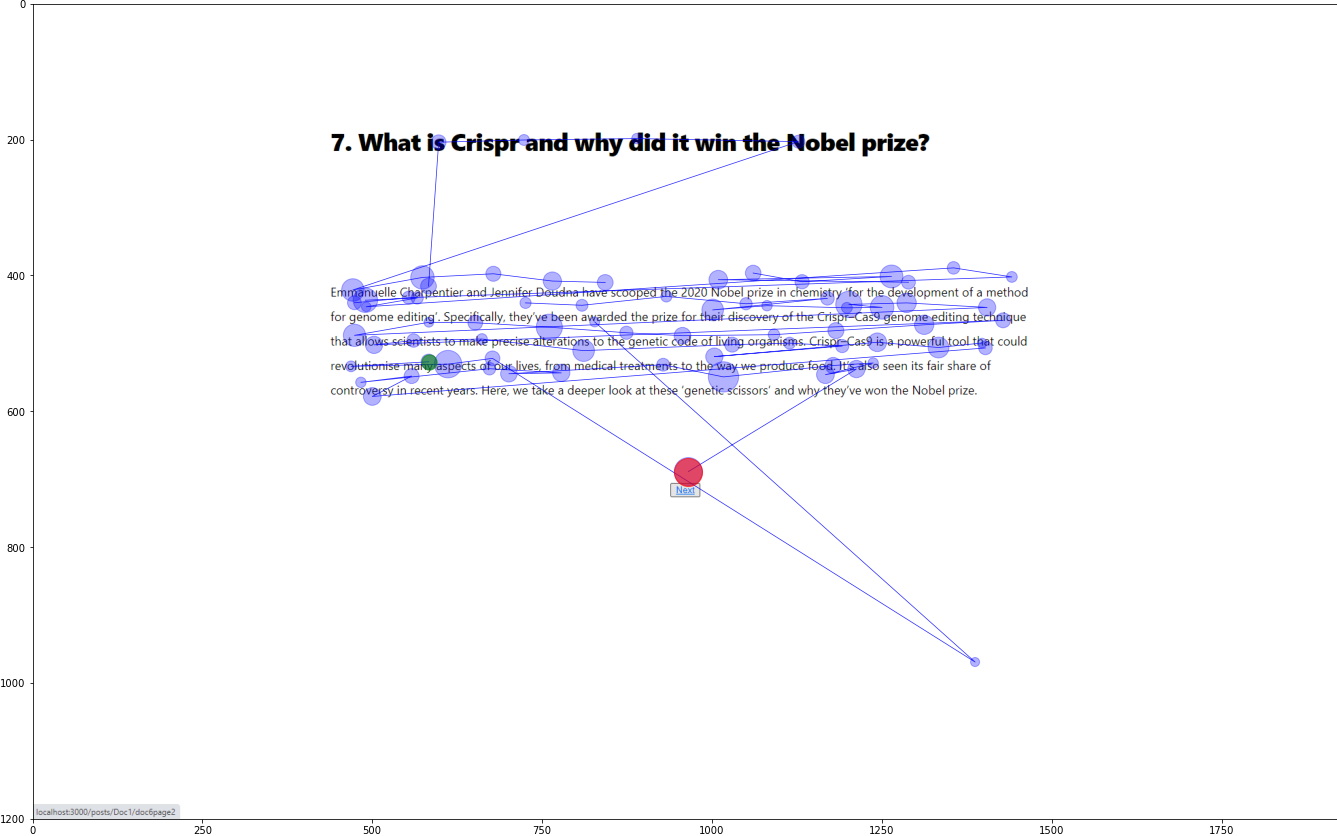 0
200
7. What is Crispr and why did it win the Nobel prize?
400
Emmanuelle Charpentier and Jennifer Doudna have scooped the 2020 Nobel prize in chemistry ‘for the development of a method
for genome editing’. Specifically, they’ve been awarded the prize for their discovery of the Crispr-Cas9 genome editing technique
that allows scientists to make precise alterations to the genetic code of living organisms. Crispr-Cas9 is a powerful tool that could
revolutionise many aspects of our lives, from medical treatments to the way we produce food. It’s also seen its fair share of
controversy in recent years. Here, we take a deeper look at these ‘genetic scissors’ and why they’ve won the Nobel prize.
600
Next
800
1000
localhost:3000/posts/Doc1/doc6page2
1200
0 250 500 750 1000 1250 1500 1750